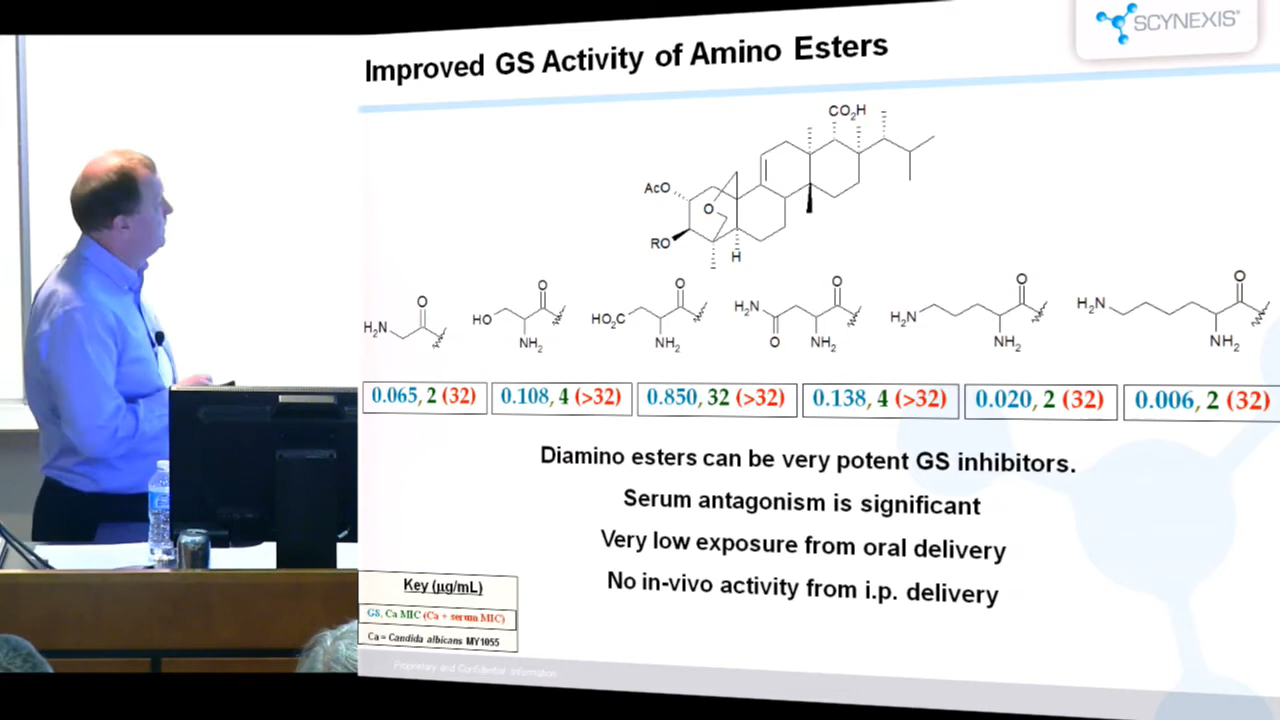 SCYNEXIS®
Improved GS Activity of Amino Esters
CO2H
AcO
O
RO
H
O
H2N
O
HO
NH2
O
HO2C
NH2
O
H2N
O
NH2
O
H2N
NH2
O
H2N
NH2
0.065, 2 (32)
0.108, 4 (>32)
0.850, 32 (>32)
0.138, 4 (>32)
0.020, 2 (32)
0.006, 2 (32)
Diamino esters can be very potent GS inhibitors.
Serum antagonism is significant
Very low exposure from oral delivery
No in-vivo activity from i.p. delivery
Key (µg/mL)
GS, Ca MIC (Ca + serum MIC)
Ca = Candida albicans MY1055
Proprietary and Confidential Information